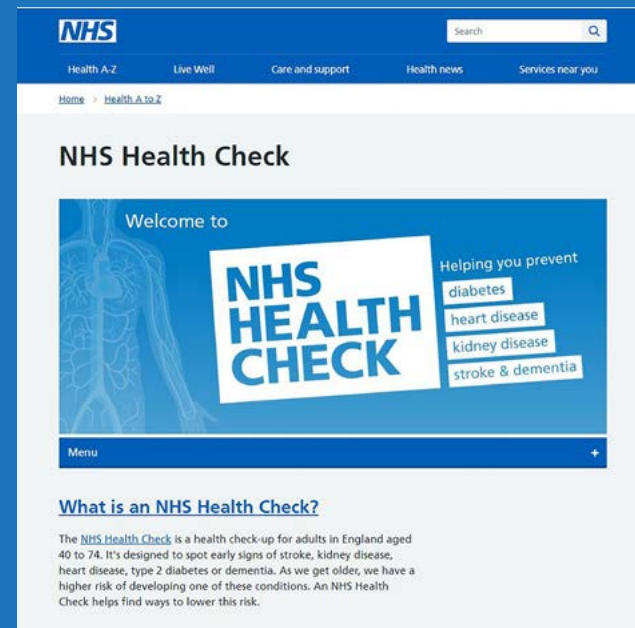 NHS
Search
Health A-Z Live Well Care and support Health news Services near you
Home > Health A to Z
NHS Health Check
Welcome to
NHS
HEALTH
CHECK
Helping you prevent
diabetes
heart disease
kidney disease
stroke & dementia
Menu +
What is an NHS Health Check?
The NHS Health Check is a health check-up for adults in England aged
40 to 74. It's designed to spot early signs of stroke, kidney disease,
heart disease, type 2 diabetes or dementia. As we get older, we have a
higher risk of developing one of these conditions. An NHS Health
Check helps find ways to lower this risk.